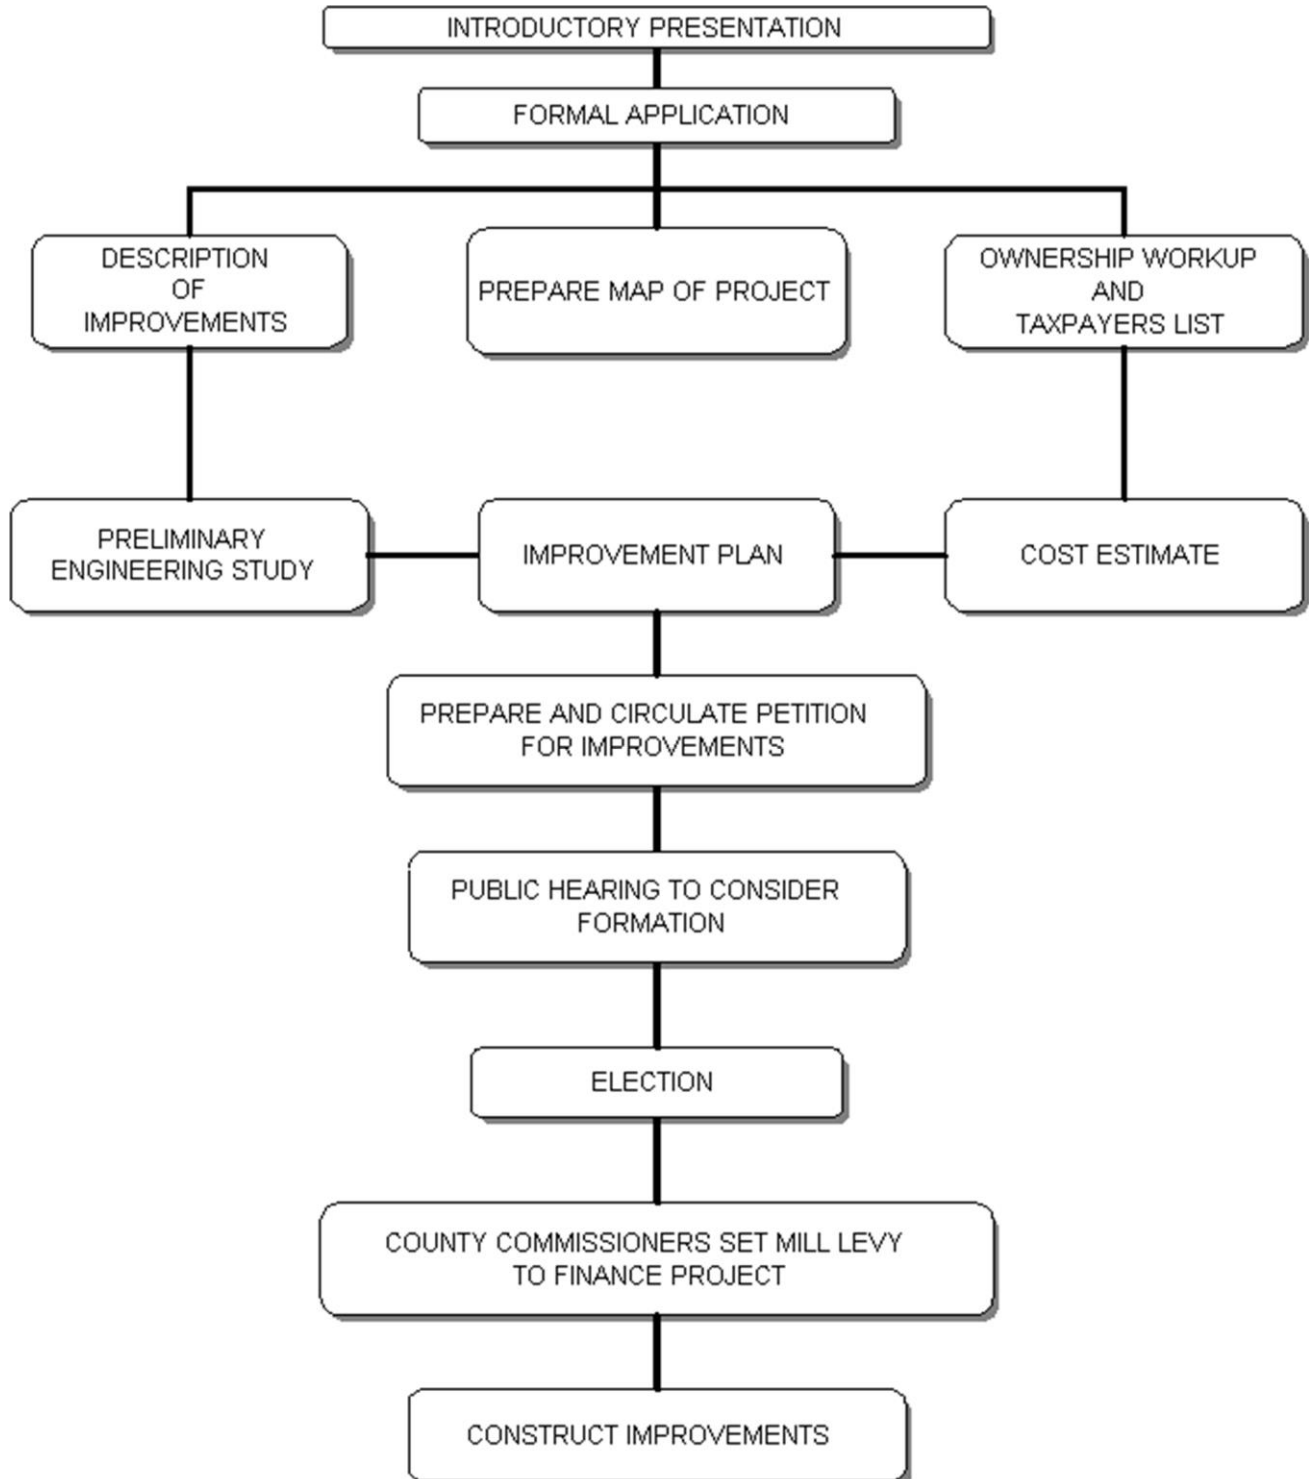 INTRODUCTORY PRESENTATION
FORMAL APPLICATION
DESCRIPTION
OF
IMPROVEMENTS
PREPARE MAP OF PROJECT
OWNERSHIP WORKUP
AND
TAXPAYERS LIST
PRELIMINARY
ENGINEERING STUDY
IMPROVEMENT PLAN
COST ESTIMATE
PREPARE AND CIRCULATE PETITION
FOR IMPROVEMENTS
PUBLIC HEARING TO CONSIDER
FORMATION
ELECTION
COUNTY COMMISSIONERS SET MILL LEVY
TO FINANCE PROJECT
CONSTRUCT IMPROVEMENTS